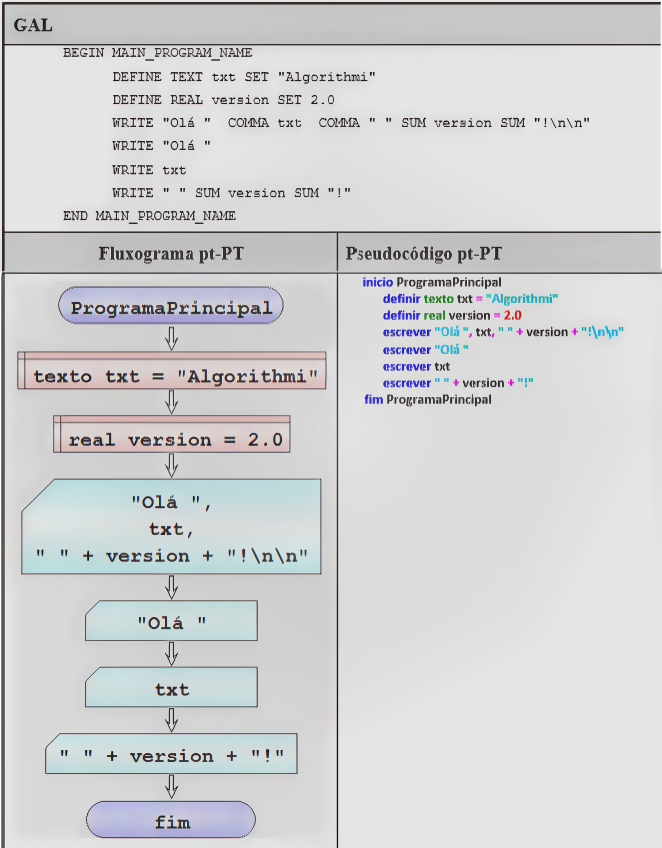 GAL
BEGIN MAIN_PROGRAM_NAME
DEFINE TEXT txt SET "Algorithmi"
DEFINE REAL version SET 2.0
WRITE "Olá "  COMMA txt  COMMA " " SUM version SUM "!\n\n"
WRITE "Olá "
WRITE txt
WRITE " " SUM version SUM "!"
END MAIN_PROGRAM_NAME
Fluxograma pt-PT
ProgramaPrincipal
texto txt = "Algorithmi"
real version = 2.0
"Olá ",
txt,
" " + version + "!\n\n"
"Olá "
txt
" " + version + "!"
fim
Pseudocódigo pt-PT
inicio ProgramaPrincipal
definir texto txt = "Algorithmi"
definir real version = 2.0
escrever "Olá ", txt, " " + version + "!\n\n"
escrever "Olá "
escrever txt
escrever " " + version + "!"
fim ProgramaPrincipal